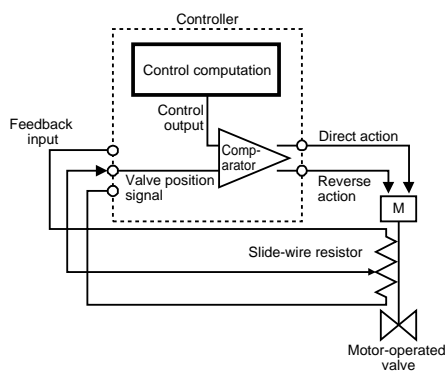 Controller
Control computation
Control
output
Feedback
input
Direct action
Comp-
arator
Valve position
signal
Reverse
action
M
Slide-wire resistor
Motor-operated
valve